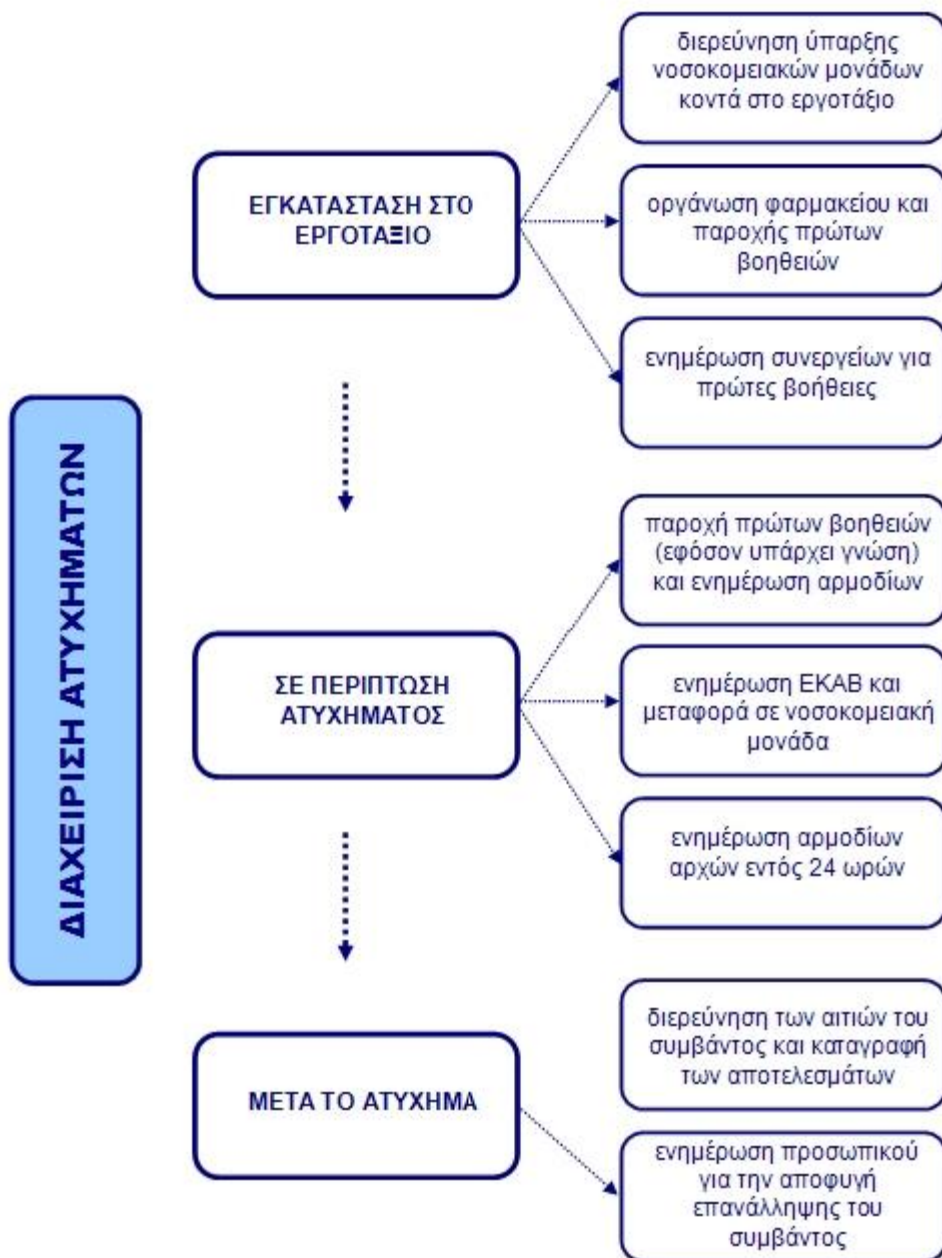 ΔΙΑΧΕΙΡΙΣΗ ΑΤΥΧΗΜΑΤΩΝ
ΕΓΚΑΤΑΣΤΑΣΗ ΣΤΟ
ΕΡΓΟΤΑΞΙΟ
διερεύνηση ύπαρξης
νοσοκομειακών μονάδων
κοντά στο εργοτάξιο
οργάνωση φαρμακείου και
παροχής πρώτων
βοηθειών
ενημέρωση συνεργείων για
πρώτες βοήθειες
ΣΕ ΠΕΡΙΠΤΩΣΗ
ΑΤΥΧΗΜΑΤΟΣ
παροχή πρώτων βοηθειών
(εφόσον υπάρχει γνώση)
και ενημέρωση αρμοδίων
ενημέρωση ΕΚΑΒ και
μεταφορά σε νοσοκομειακή
μονάδα
ενημέρωση αρμοδίων
αρχών εντός 24 ωρών
ΜΕΤΑ ΤΟ ΑΤΥΧΗΜΑ
διερεύνηση των αιτιών του
συμβάντος και καταγραφή
των αποτελεσμάτων
ενημέρωση προσωπικού
για την αποφυγή
επανάλληψης του
συμβάντος